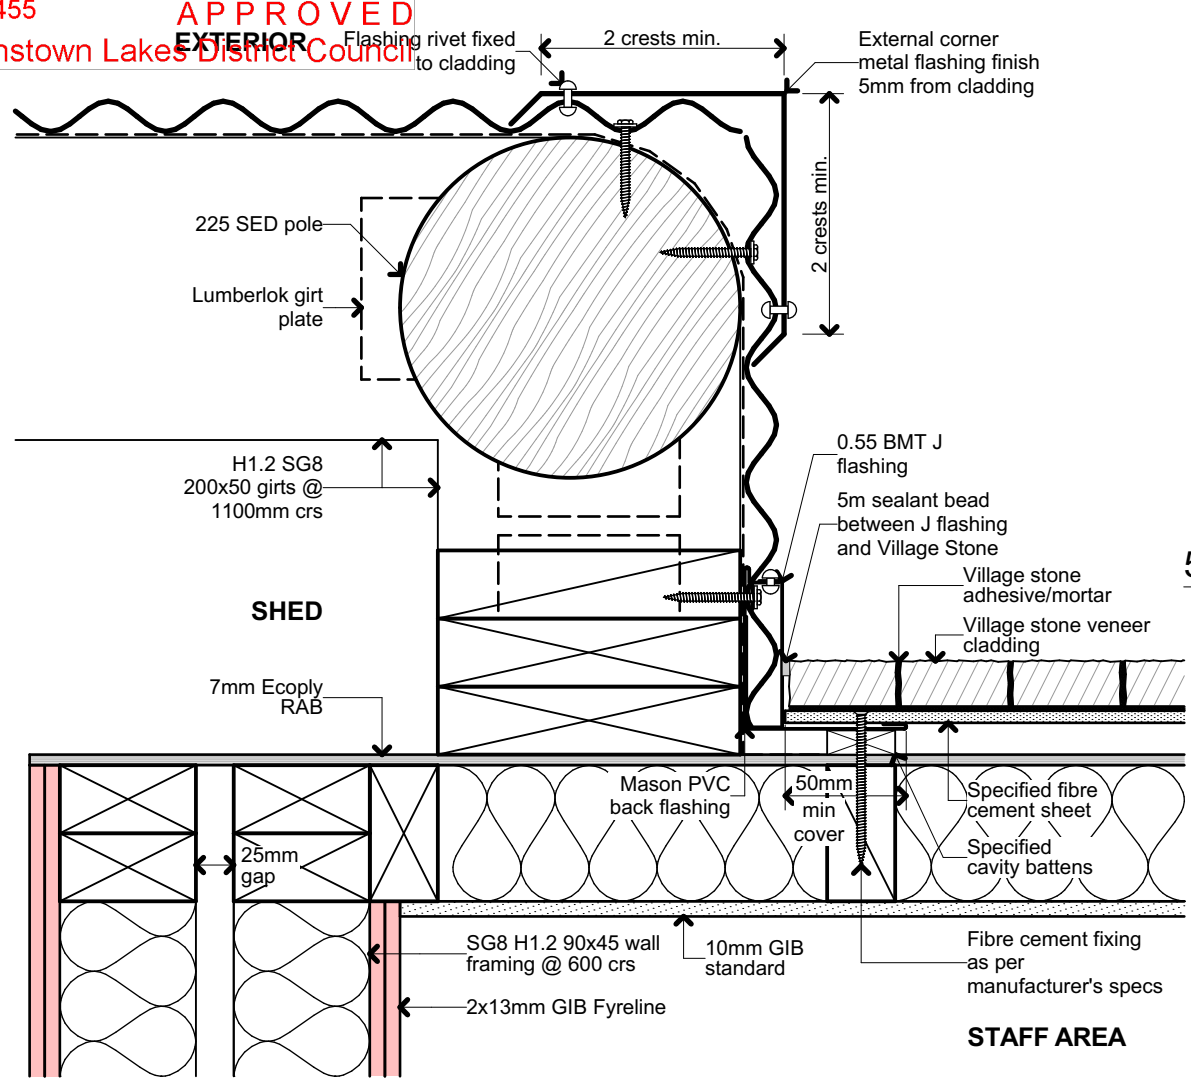 455
APPROVED
EXTERIOR
nstown Lakes District Council
Flashing rivet fixed
to cladding
2 crests min.
External corner
metal flashing finish
5mm from cladding
2 crests min.
225 SED pole
Lumberlok girt
plate
H1.2 SG8
200x50 girts @
1100mm crs
0.55 BMT J
flashing
5m sealant bead
between J flashing
and Village Stone
5
Village stone
adhesive/mortar
Village stone veneer
cladding
SHED
7mm Ecoply
RAB
Mason PVC
back flashing
50mm
min
cover
Specified fibre
cement sheet
Specified
cavity battens
25mm
gap
SG8 H1.2 90x45 wall
framing @ 600 crs
10mm GIB
standard
Fibre cement fixing
as per
manufacturer's specs
2x13mm GIB Fyreline
STAFF AREA